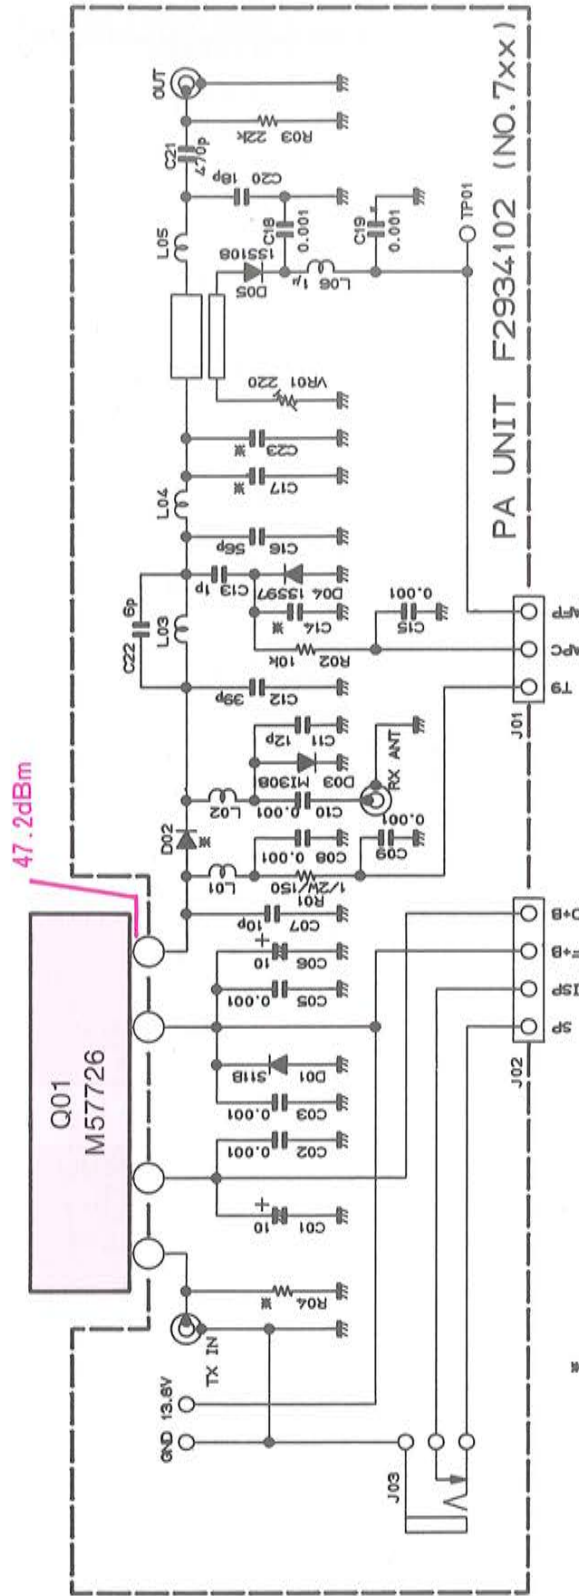 47.2dBm
Q01
M57726
GND
13.8V
TX IN
R04
※
C01
10
+
C02
0.001
C03
0.001
D01
S11B
C05
0.001
C06
10
+
C07
10p
L01
R01
1/2W/150
C08
0.001
C09
0.001
D02
※
L02
C10
0.001
D03
MI308
C11
12p
RX ANT
C12
39p
C22
6p
L03
C13
1p
D04
1SS97
C14
※
R02
10k
C15
0.001
C16
56p
L04
C17
※
C23
※
VR01
220
D05
1SS108
L06
1μ
L05
C18
0.001
C19
0.001
C20
18p
C21
470p
R03
22k
OUT
TP01
PA UNIT F2934102 (NO.7xx)
J01
T9
APC
J02
SP
ISP
J03
※